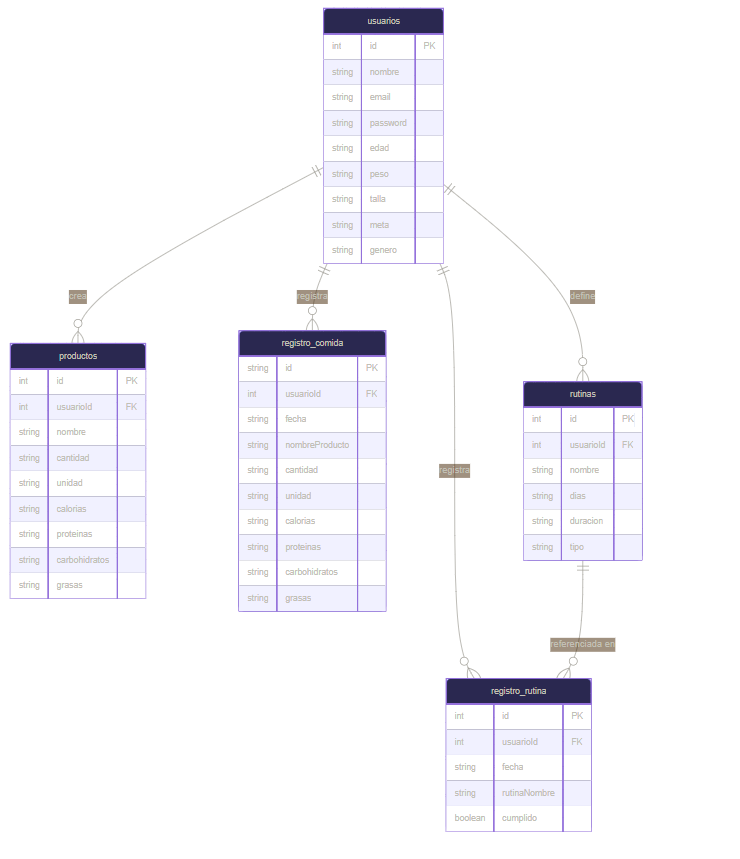 usuarios
int id PK
string nombre
string email
string password
string edad
string peso
string talla
string meta
string genero
crea
registra
define
productos
int id PK
int usuarioId FK
string nombre
string cantidad
string unidad
string calorias
string proteinas
string carbohidratos
string grasas
registro_comida
string id PK
int usuarioId FK
string fecha
string nombreProducto
string cantidad
string unidad
string calorias
string proteinas
string carbohidratos
string grasas
registra
rutinas
int id PK
int usuarioId FK
string nombre
string dias
string duracion
string tipo
referenciada en
registro_rutina
int id PK
int usuarioId FK
string fecha
string rutinaNombre
boolean cumplido